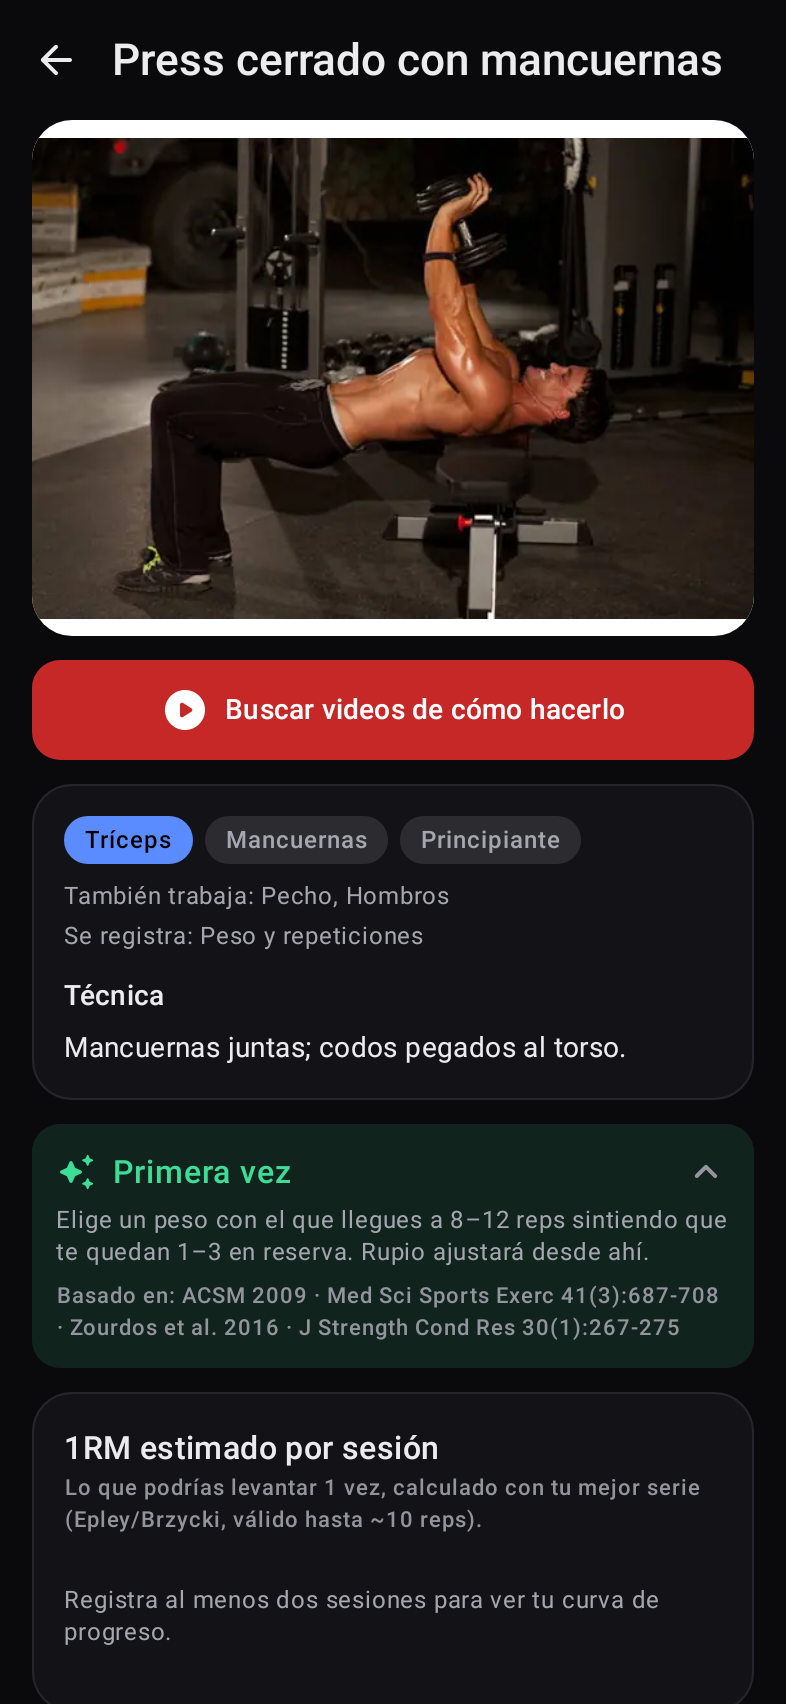 Press cerrado con mancuernas
Buscar videos de cómo hacerlo
Tríceps Mancuernas Principiante
También trabaja: Pecho, Hombros
Se registra: Peso y repeticiones
Técnica
Mancuernas juntas; codos pegados al torso.
Primera vez
Elige un peso con el que llegues a 8–12 reps sintiendo que
te quedan 1–3 en reserva. Rupio ajustará desde ahí.
Basado en: ACSM 2009 · Med Sci Sports Exerc 41(3):687-708
· Zourdos et al. 2016 · J Strength Cond Res 30(1):267-275
1RM estimado por sesión
Lo que podrías levantar 1 vez, calculado con tu mejor serie
(Epley/Brzycki, válido hasta ~10 reps).
Registra al menos dos sesiones para ver tu curva de
progreso.